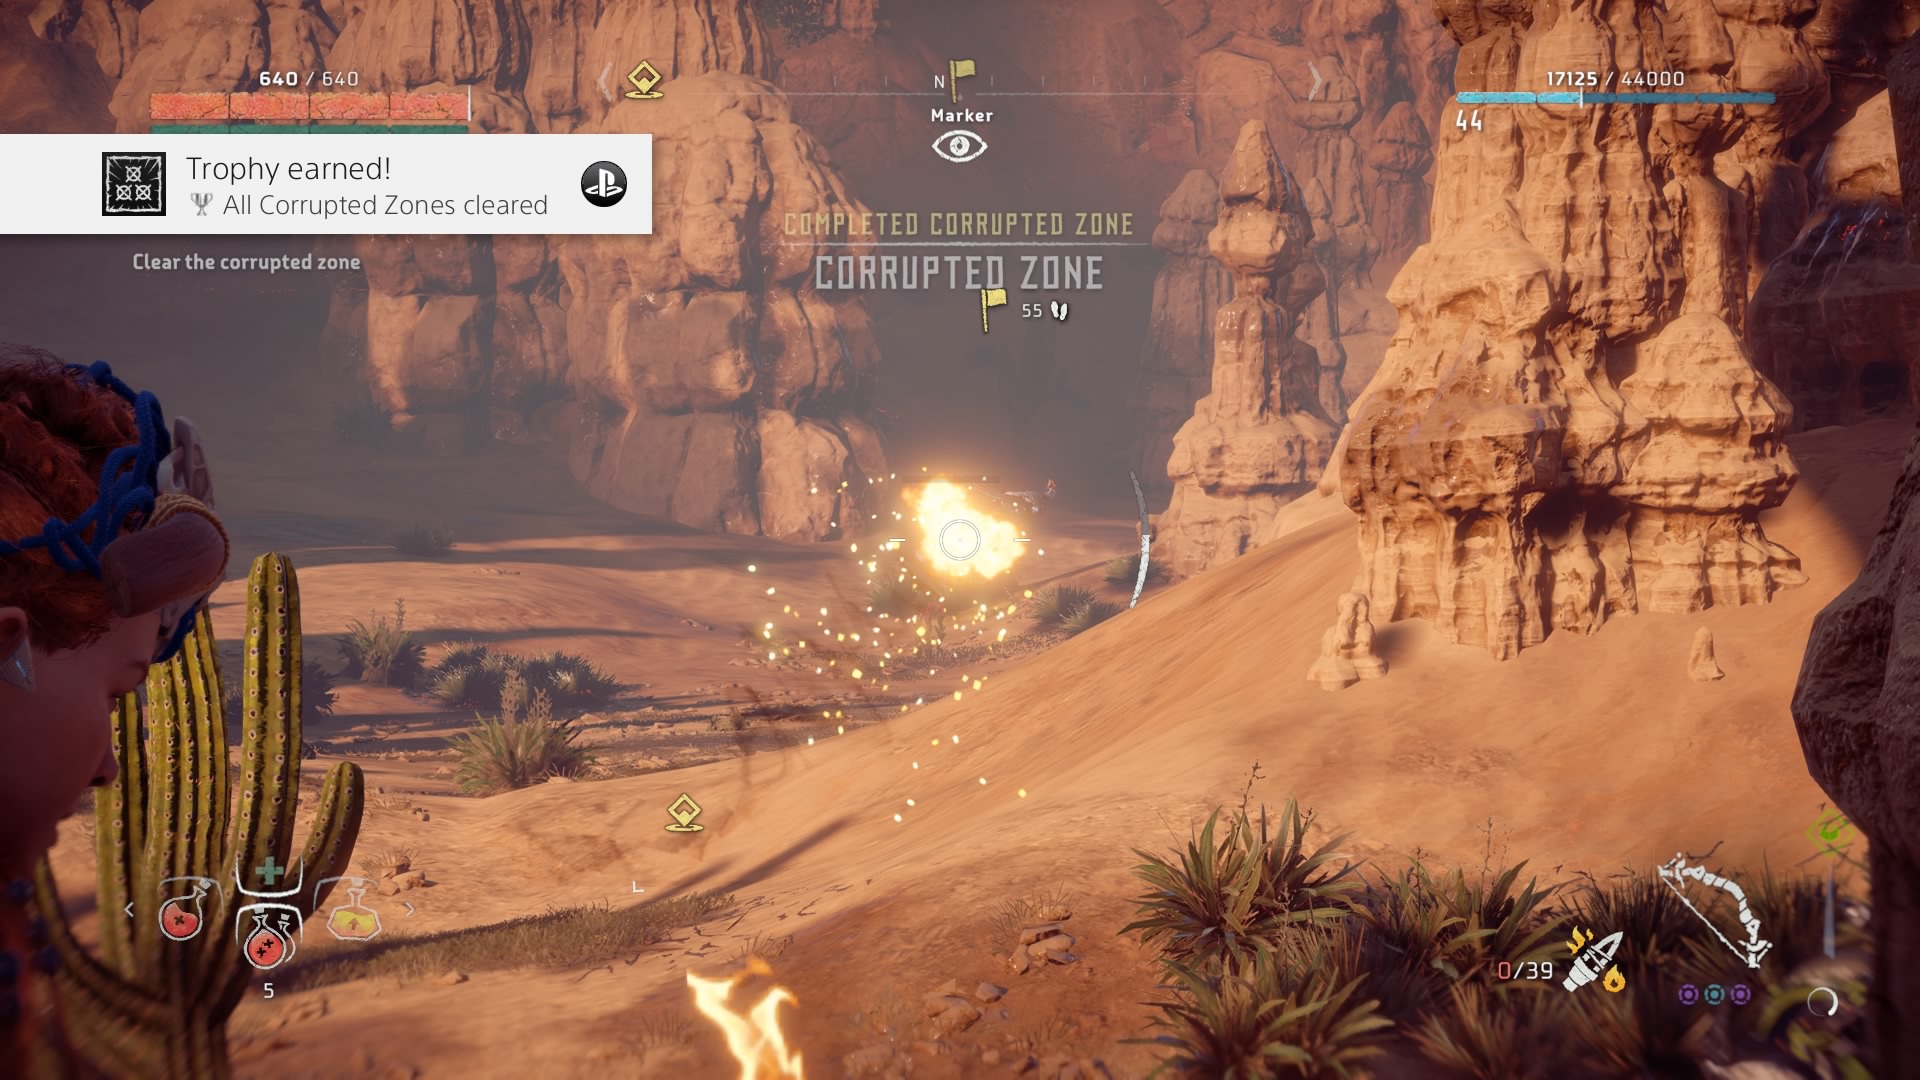 640 / 640
N
Marker
17125 / 44000
44
Trophy earned!
All Corrupted Zones cleared
COMPLETED CORRUPTED ZONE
CORRUPTED ZONE
Clear the corrupted zone
55
5
0/39